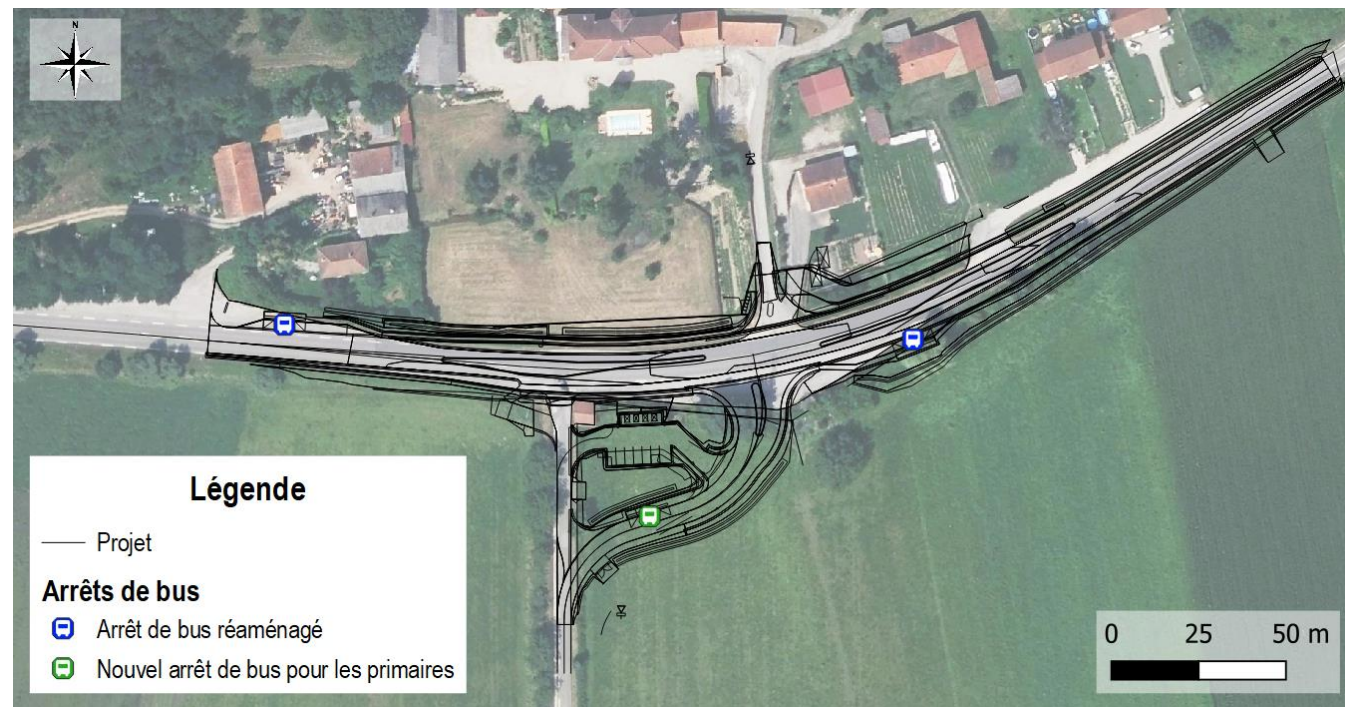 N
Légende
Projet
Arrêts de bus
Arrêt de bus réaménagé
Nouvel arrêt de bus pour les primaires
0 25 50 m